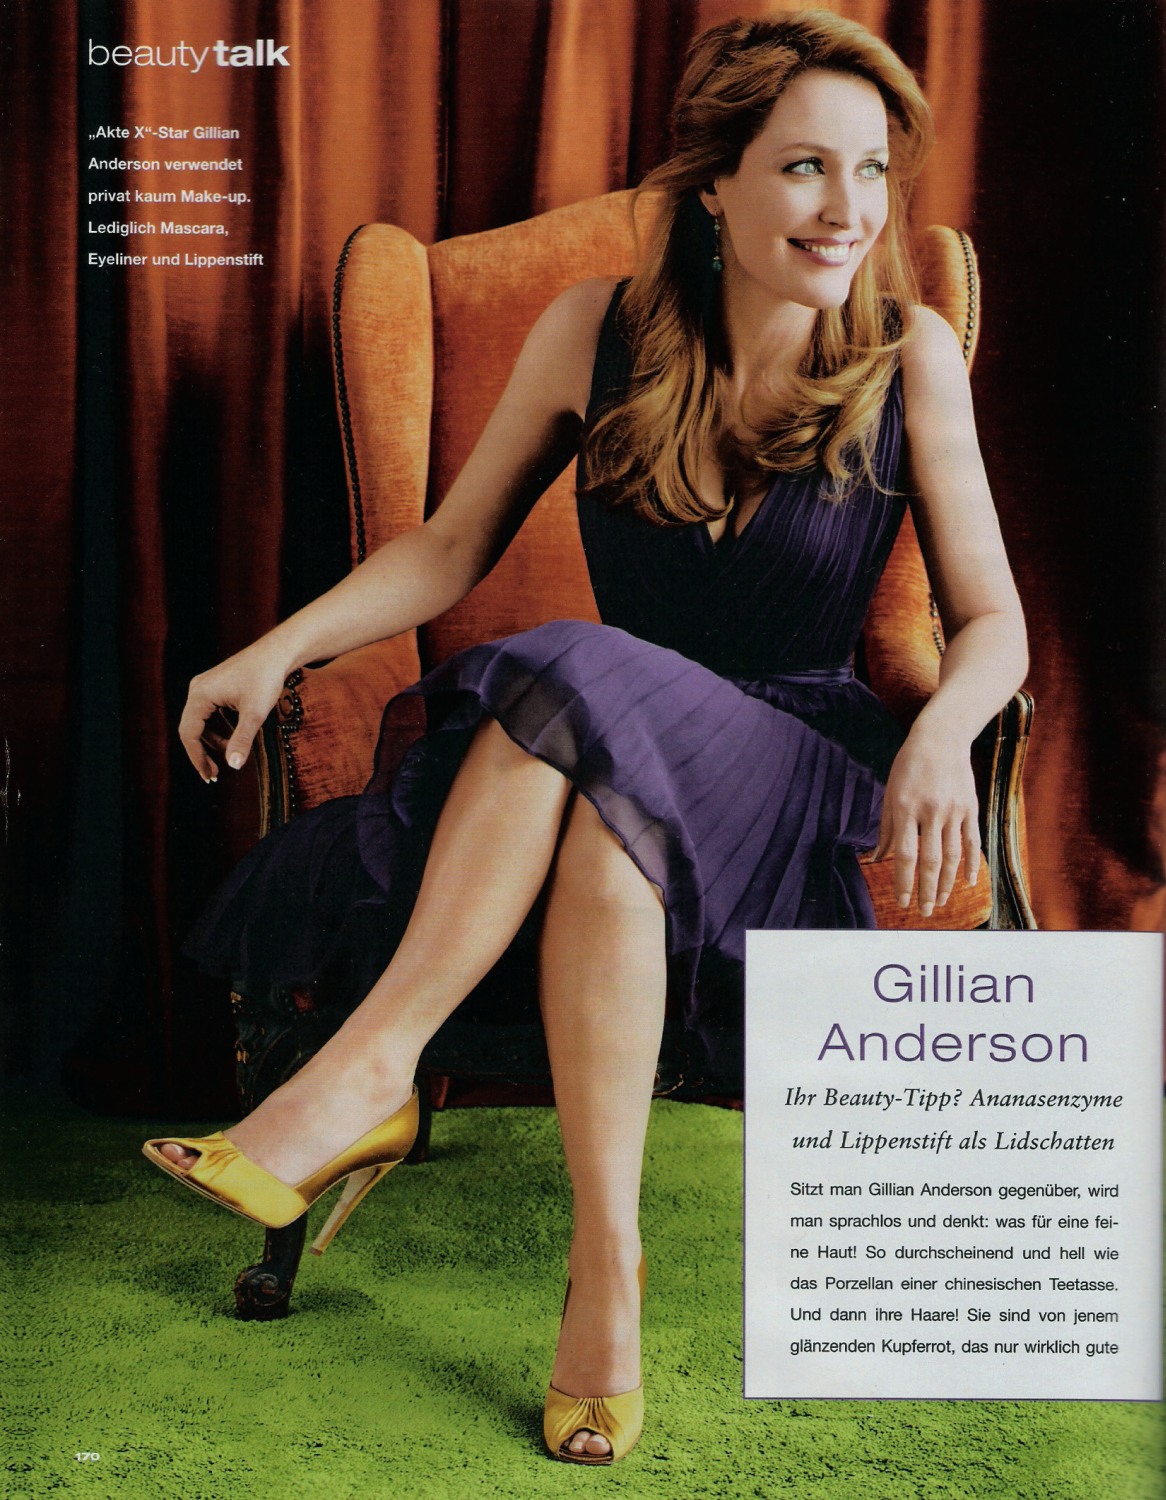 beautytalk
„Akte X“-Star Gillian
Anderson verwendet
privat kaum Make-up.
Lediglich Mascara,
Eyeliner und Lippenstift
Gillian
Anderson
Ihr Beauty-Tipp? Ananasenzyme
und Lippenstift als Lidschatten
Sitzt man Gillian Anderson gegenüber, wird
man sprachlos und denkt: was für eine fei-
ne Haut! So durchscheinend und hell wie
das Porzellan einer chinesischen Teetasse.
Und dann ihre Haare! Sie sind von jenem
glänzenden Kupferrot, das nur wirklich gute
170